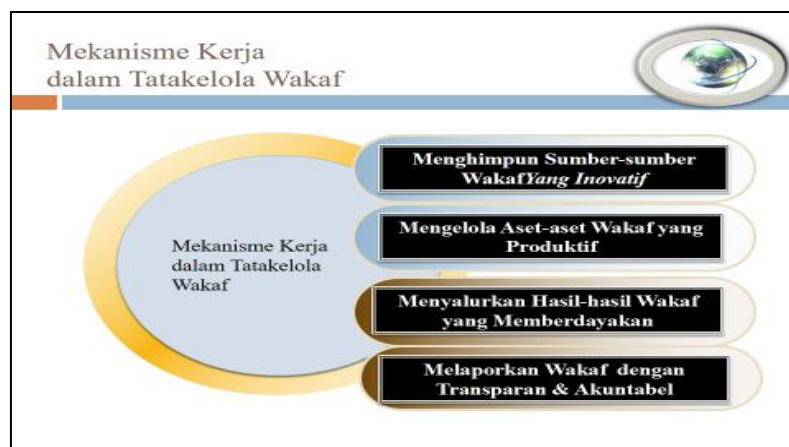 Mekanisme Kerja
dalam Tatakelola Wakaf
Mekanisme Kerja
dalam Tatakelola
Wakaf
Menghimpun Sumber-sumber
WakafYang Inovatif
Mengelola Aset-aset Wakaf yang
Produktif
Menyalurkan Hasil-hasil Wakaf
yang Memberdayakan
Melaporkan Wakaf dengan
Transparan & Akuntabel